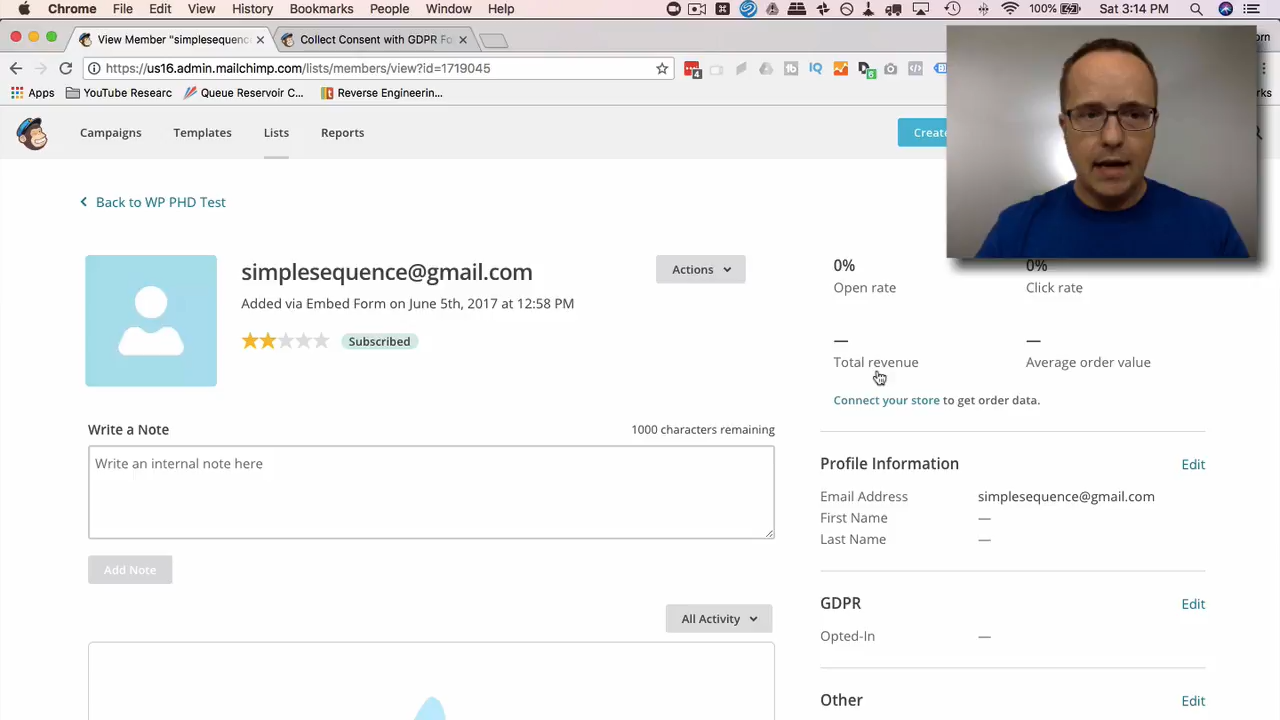 Chrome File Edit View History Bookmarks People Window Help 100% Sat 3:14 PM
View Member "simplesequenc
Collect Consent with GDPR Fo
https://us16.admin.mailchimp.com/lists/members/view?id=1719045
Apps YouTube Researc Queue Reservoir C... Reverse Engineerin...
Campaigns Templates Lists Reports
Create
Back to WP PHD Test
simplesequence@gmail.com
Added via Embed Form on June 5th, 2017 at 12:58 PM
Subscribed
Actions
0%
Open rate
0%
Click rate
—
Total revenue
—
Average order value
Connect your store to get order data.
Write a Note
1000 characters remaining
Write an internal note here
Add Note
All Activity
Profile Information Edit
Email Address simplesequence@gmail.com
First Name —
Last Name —
GDPR Edit
Opted-In —
Other Edit